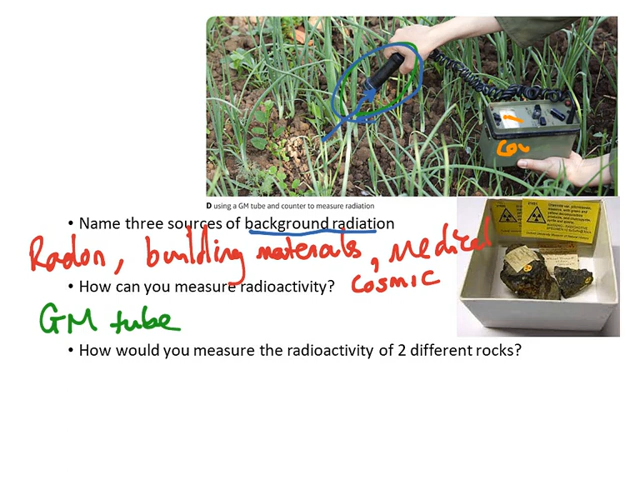 Cou
D using a GM tube and counter to measure radiation
• Name three sources of background radiation
Radon, building materials, Medical
• How can you measure radioactivity? Cosmic
GM tube
• How would you measure the radioactivity of 2 different rocks?